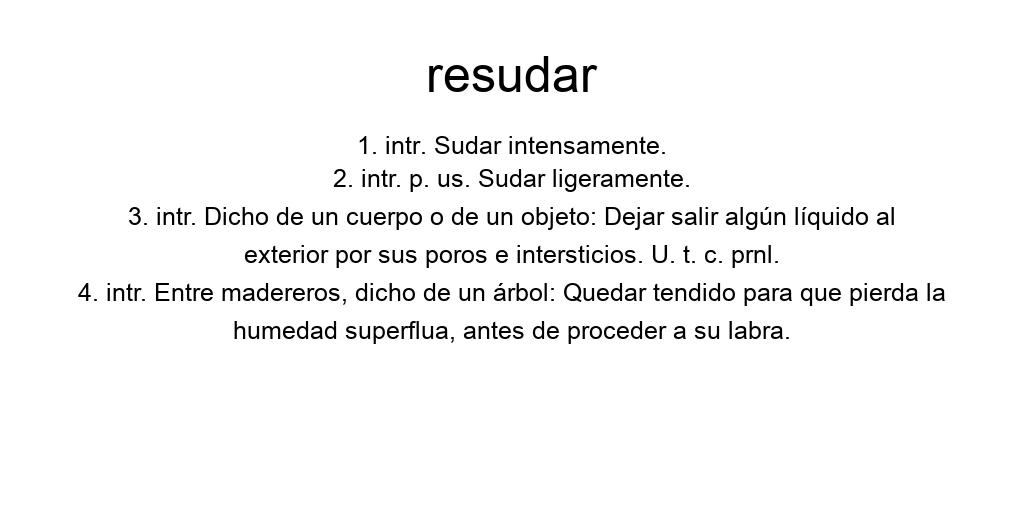 resudar
1. intr. Sudar intensamente.
2. intr. p. us. Sudar ligeramente.
3. intr. Dicho de un cuerpo o de un objeto: Dejar salir algún líquido al
exterior por sus poros e intersticios. U. t. c. prnl.
4. intr. Entre madereros, dicho de un árbol: Quedar tendido para que pierda la
humedad superflua, antes de proceder a su labra.